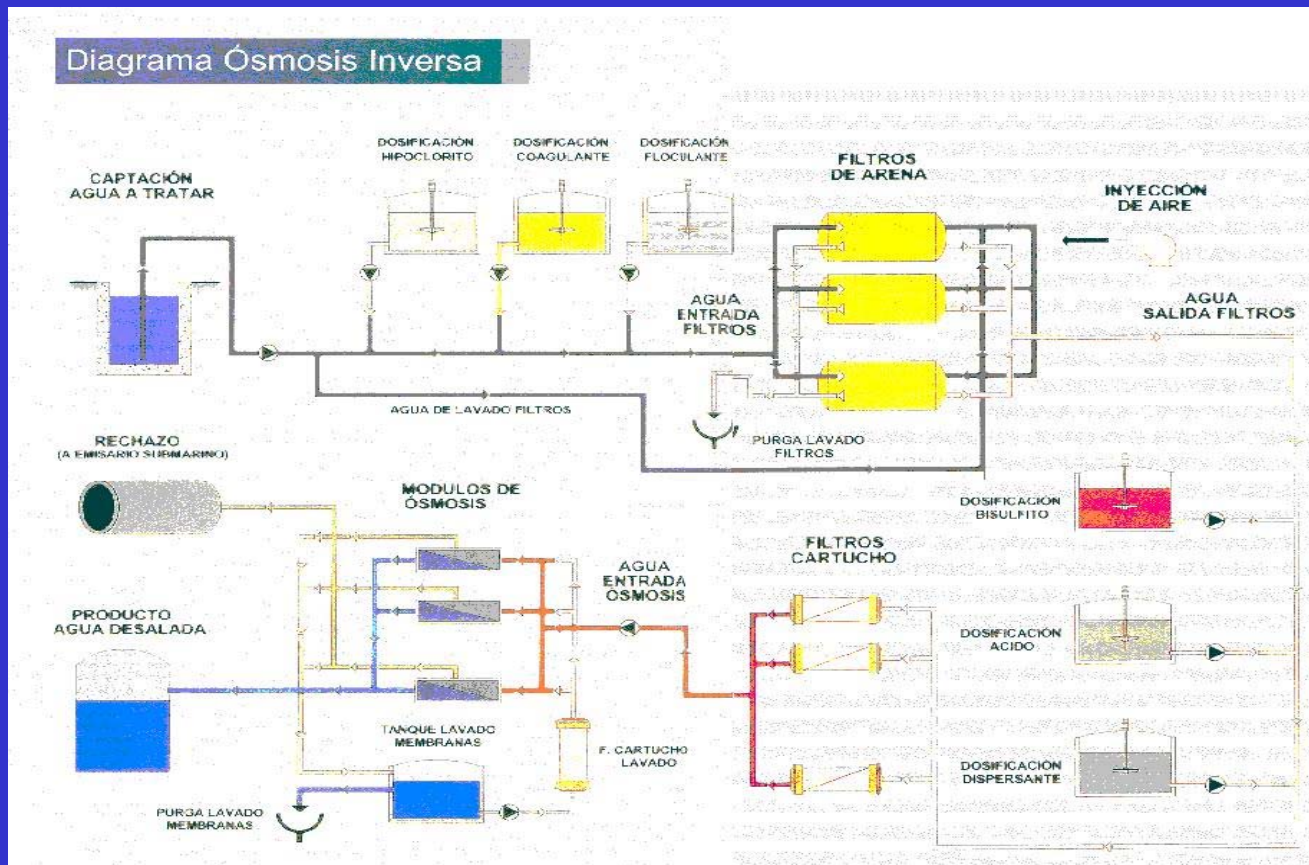 Diagrama Ósmosis Inversa
DOSIFICACIÓN
HIPOCLORITO
DOSIFICACIÓN
COAGULANTE
DOSIFICACIÓN
FLOCULANTE
FILTROS
DE ARENA
CAPTACIÓN
AGUA A TRATAR
INYECCIÓN
DE AIRE
AGUA
ENTRADA
FILTROS
AGUA
SALIDA FILTROS
AGUA DE LAVADO FILTROS
PURGA LAVADO
FILTROS
RECHAZO
(A EMISARIO SUBMARINO)
MODULOS DE
ÓSMOSIS
DOSIFICACIÓN
BISULFITO
FILTROS
CARTUCHO
AGUA
ENTRADA
OSMOSIS
PRODUCTO
AGUA DESALADA
DOSIFICACIÓN
ACIDO
TANQUE LAVADO
MEMBRANAS
F. CARTUCHO
LAVADO
DOSIFICACIÓN
DISPERSANTE
PURGA LAVADO
MEMBRANAS